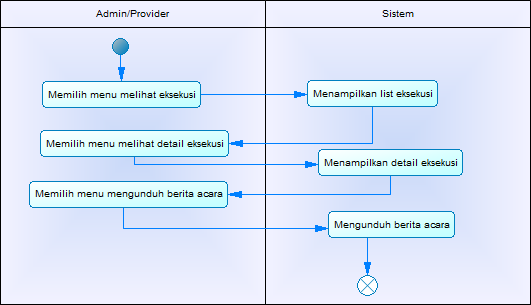 Admin/Provider
Sistem
Memilih menu melihat eksekusi
Menampilkan list eksekusi
Memilih menu melihat detail eksekusi
Menampilkan detail eksekusi
Memilih menu mengunduh berita acara
Mengunduh berita acara